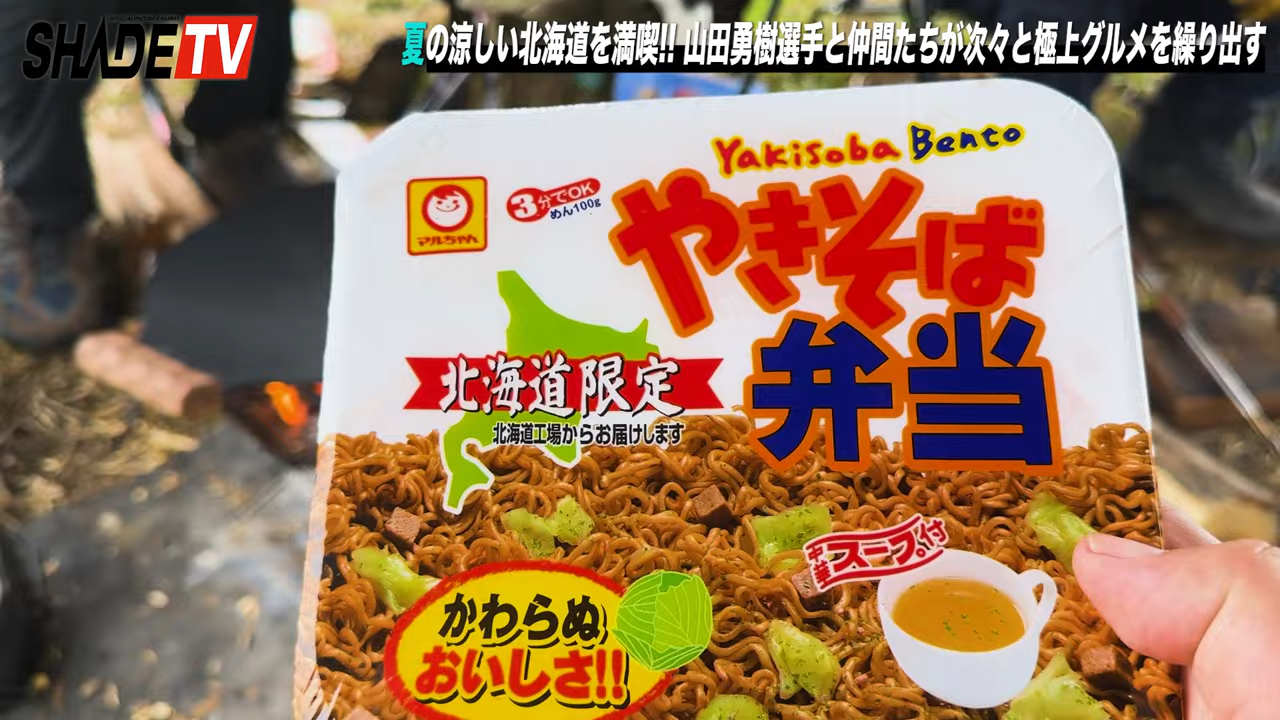 SHADE TV
夏の涼しい北海道を満喫!! 山田勇樹選手と仲間たちが次々と極上グルメを繰り出す
Yakisoba Bento
マルちゃん
3分でOK
めん100g
やきそば
弁当
北海道限定
北海道工場からお届けします
中華スープ付
かわらぬ
おいしさ!!